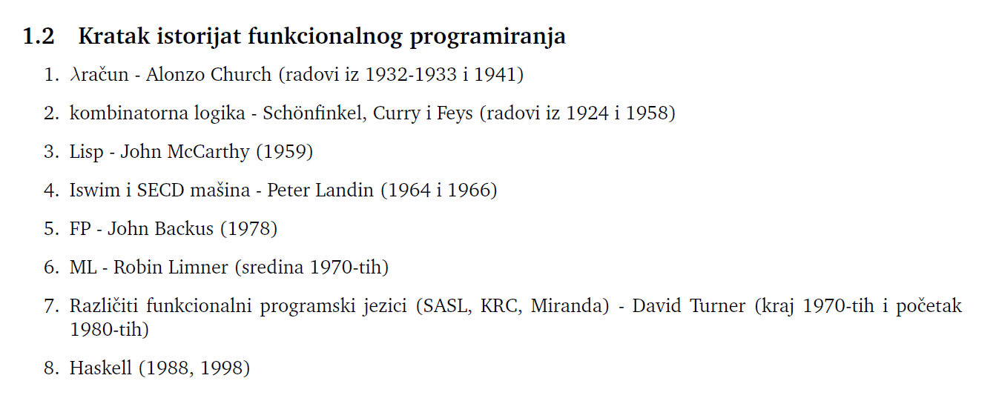 1.2 Kratak istorijat funkcionalnog programiranja
1. λračun - Alonzo Church (radovi iz 1932-1933 i 1941)
2. kombinatorna logika - Schönfinkel, Curry i Feys (radovi iz 1924 i 1958)
3. Lisp - John McCarthy (1959)
4. Iswim i SECD mašina - Peter Landin (1964 i 1966)
5. FP - John Backus (1978)
6. ML - Robin Limner (sredina 1970-tih)
7. Različiti funkcionalni programski jezici (SASL, KRC, Miranda) - David Turner (kraj 1970-tih i početak
1980-tih)
8. Haskell (1988, 1998)